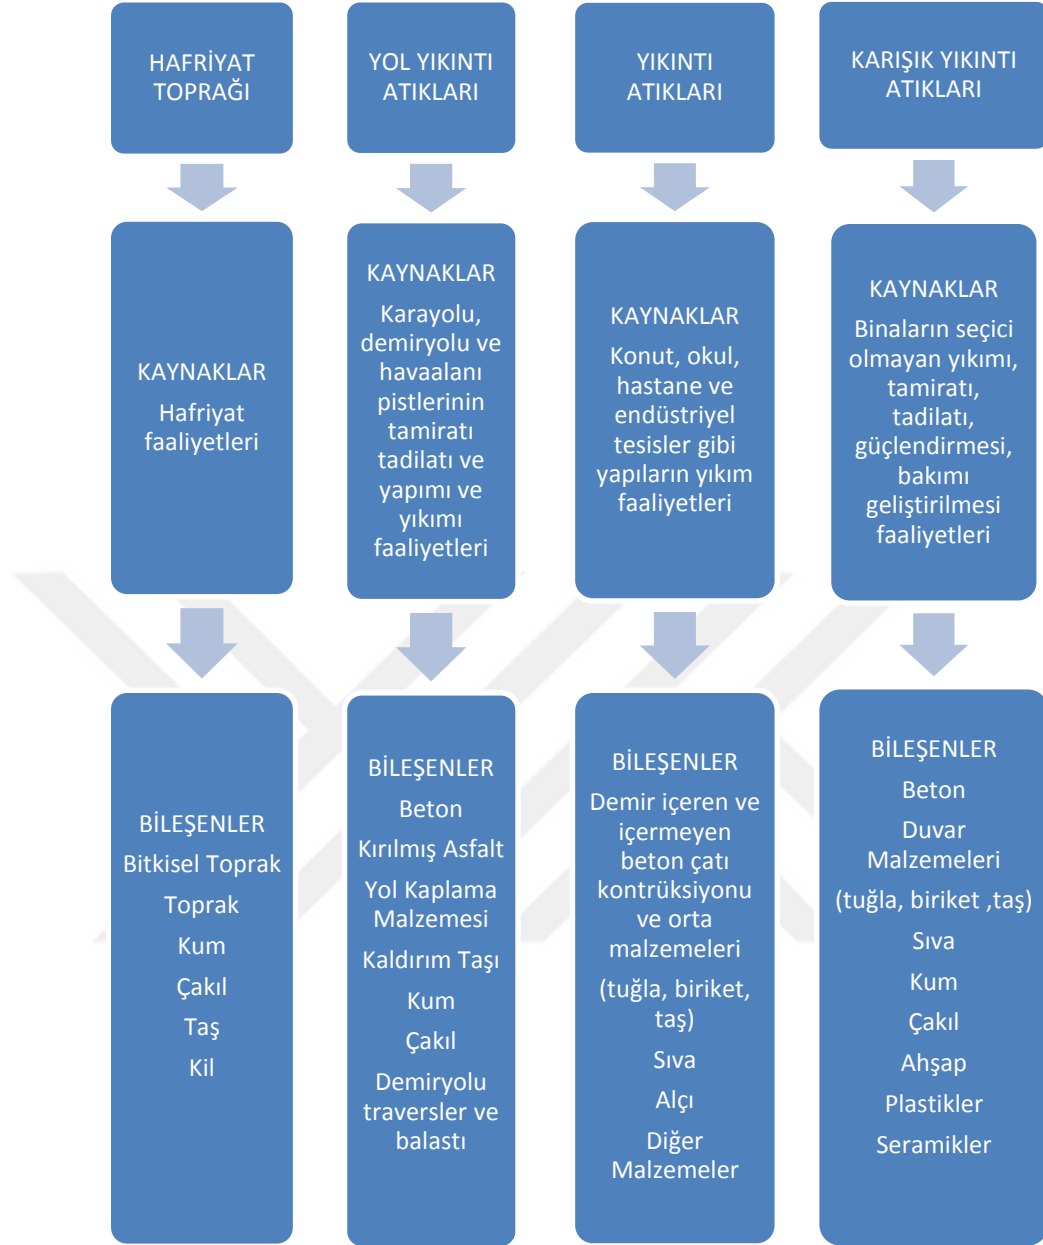 HAFRİYAT
TOPRAĞI
KAYNAKLAR
Hafriyat
faaliyetleri
BİLEŞENLER
Bitkisel Toprak
Toprak
Kum
Çakıl
Taş
Kil
YOL YIKINTI
ATIKLARI
KAYNAKLAR
Karayolu,
demiryolu ve
havaalanı
pistlerinin
tamiratı
tadilatı ve
yapımı ve
yıkımı
faaliyetleri
BİLEŞENLER
Beton
Kırılmış Asfalt
Yol Kaplama
Malzemesi
Kaldırım Taşı
Kum
Çakıl
Demiryolu
traversler ve
balastı
YIKINTI
ATIKLARI
KAYNAKLAR
Konut, okul,
hastane ve
endüstriyel
tesisler gibi
yapıların yıkım
faaliyetleri
BİLEŞENLER
Demir içeren ve
içermeyen
beton çatı
kontrüksiyonu
ve orta
malzemeleri
(tuğla, biriket,
taş)
Sıva
Alçı
Diğer
Malzemeler
KARIŞIK YIKINTI
ATIKLARI
KAYNAKLAR
Binaların seçici
olmayan yıkımı,
tamiratı,
tadilatı,
güçlendirmesi,
bakımı
geliştirilmesi
faaliyetleri
BİLEŞENLER
Beton
Duvar
Malzemeleri
(tuğla, biriket ,taş)
Sıva
Kum
Çakıl
Ahşap
Plastikler
Seramikler